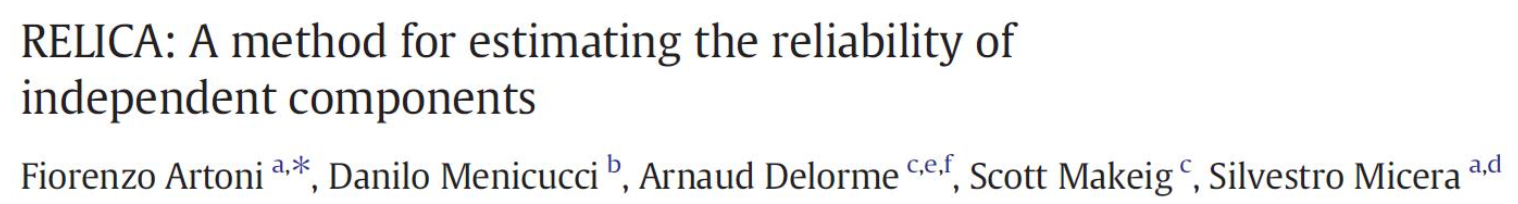 RELICA: A method for estimating the reliability of
independent components
Fiorenzo Artoni a,*, Danilo Menicucci b, Arnaud Delorme c,e,f, Scott Makeig c, Silvestro Micera a,d